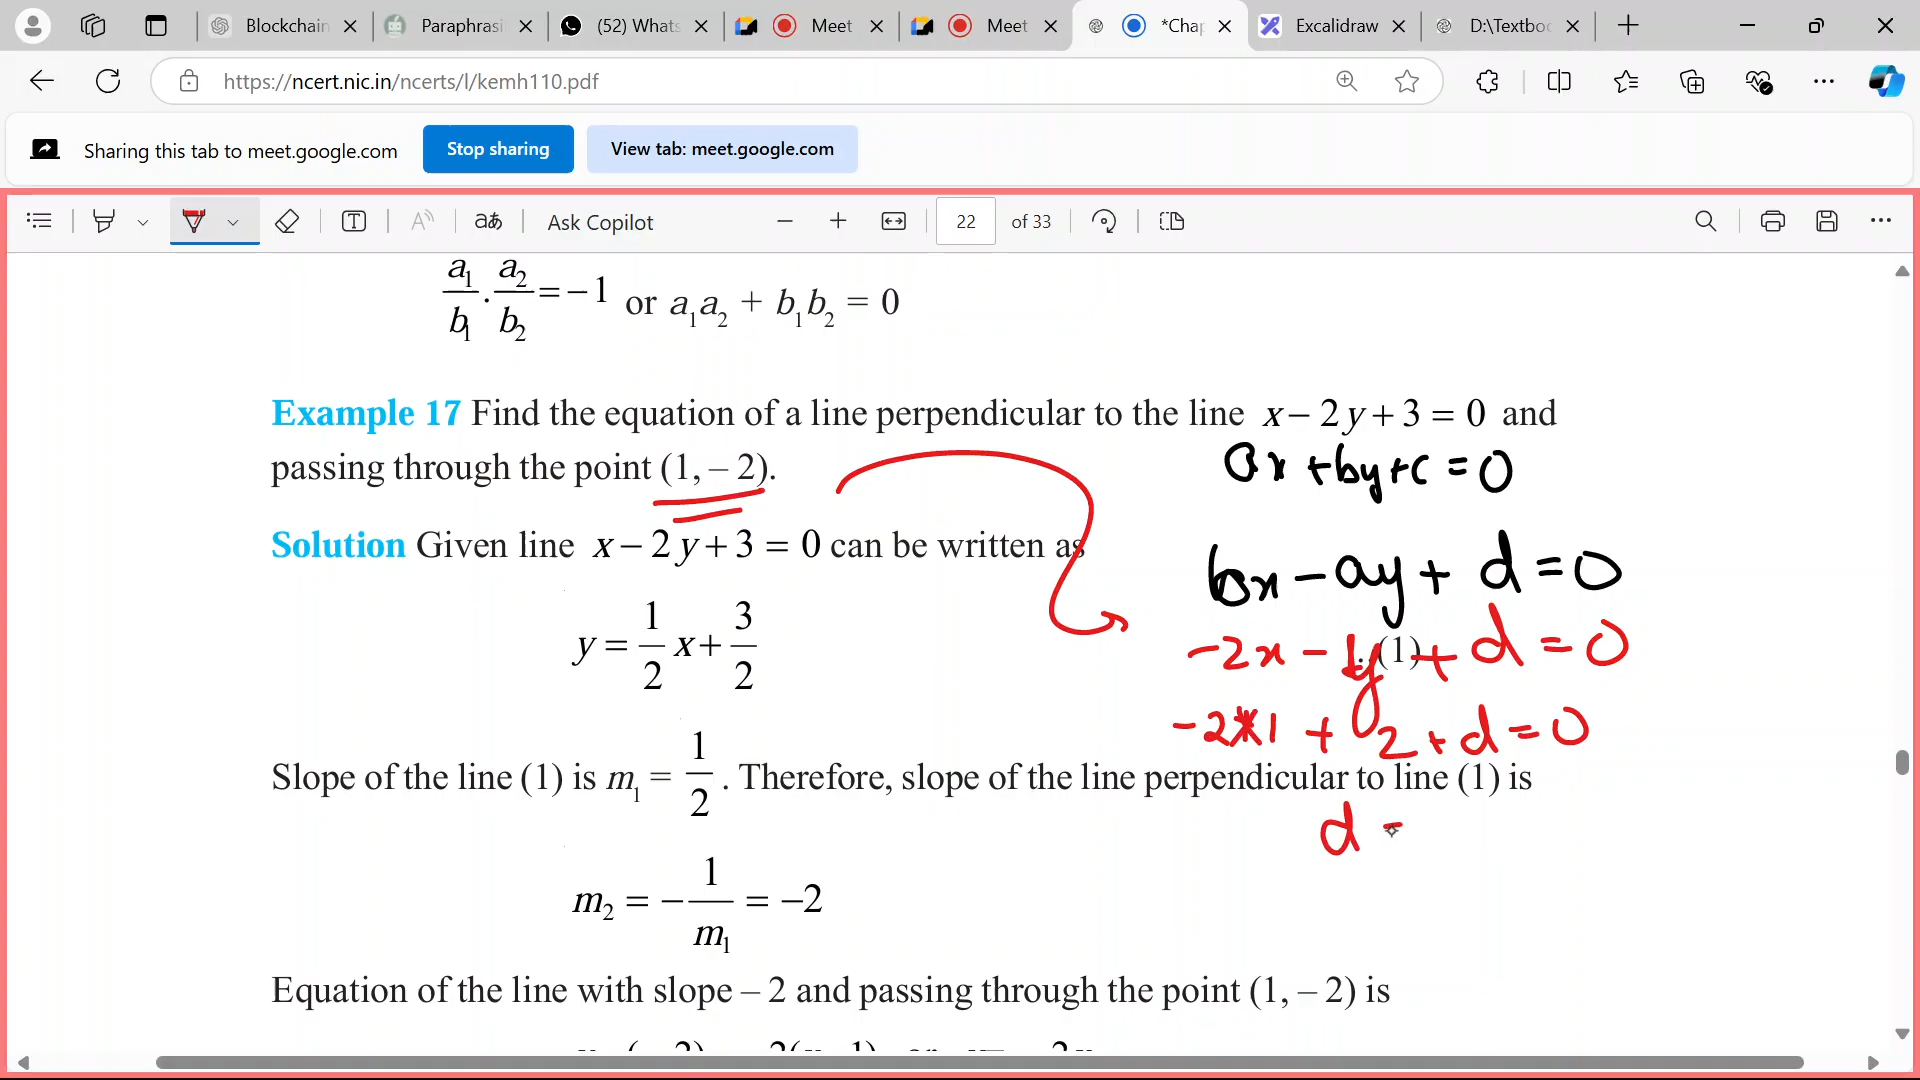 Blockchain
Paraphrasi
(52) Whats
Meet
Meet
*Chap
Excalidraw
D:\Textbo
https://ncert.nic.in/ncerts/l/kemh110.pdf
Sharing this tab to meet.google.com
Stop sharing
View tab: meet.google.com
aあ
Ask Copilot
22
of 33
a₁/b₁ · a₂/b₂ = – 1 or a₁a₂ + b₁b₂ = 0
Example 17 Find the equation of a line perpendicular to the line x – 2y + 3 = 0 and
ax + by + c = 0
passing through the point (1, – 2).
Solution Given line x – 2y + 3 = 0 can be written as
bx – ay + d = 0
y = 1/2 x + 3/2
... (1)
-2x – 1y + d = 0
-2*1 + 2 + d = 0
Slope of the line (1) is m₁ = 1/2. Therefore, slope of the line perpendicular to line (1) is
d =
m₂ = – 1/m₁ = –2
Equation of the line with slope – 2 and passing through the point (1, – 2) is